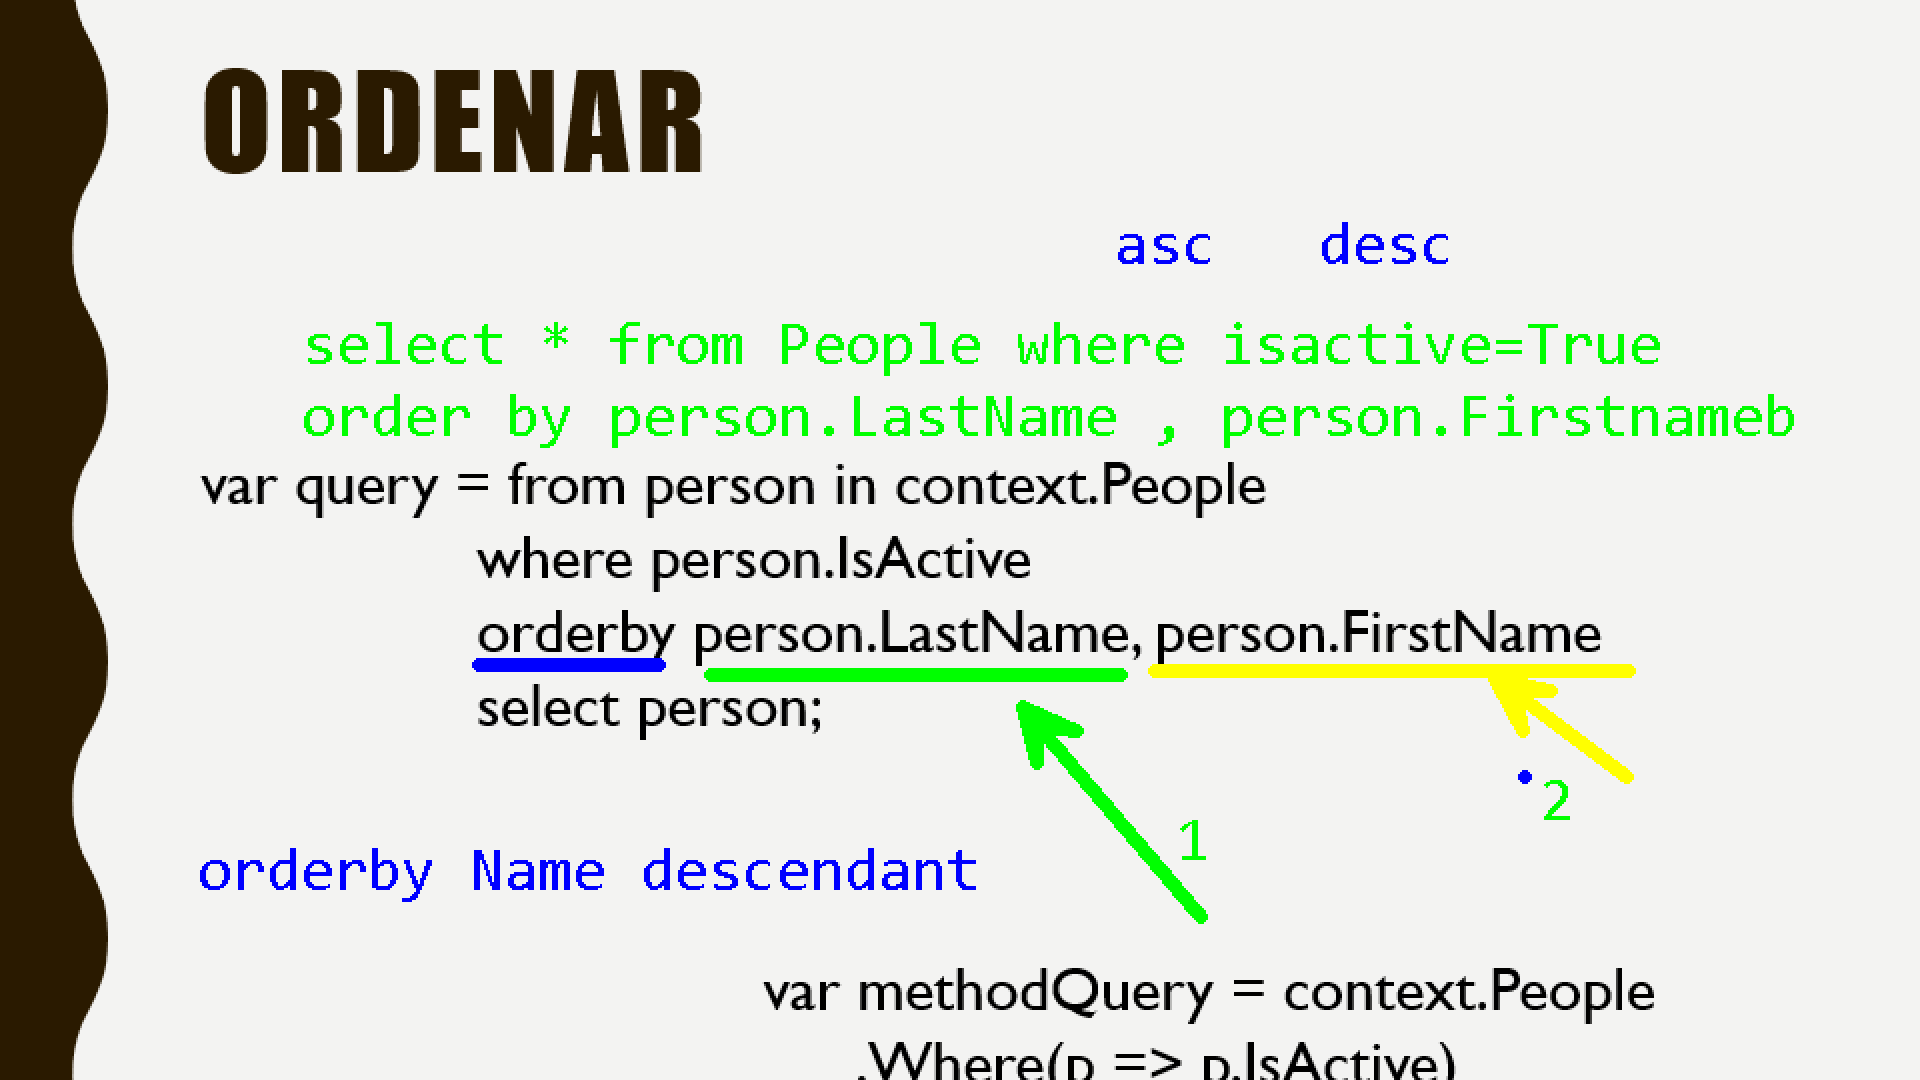 ORDENAR
asc desc
select * from People where isactive=True
order by person.LastName , person.Firstnameb
var query = from person in context.People
where person.IsActive
orderby person.LastName, person.FirstName
select person;
2
1
orderby Name descendant
var methodQuery = context.People
.Where(p => p.IsActive)